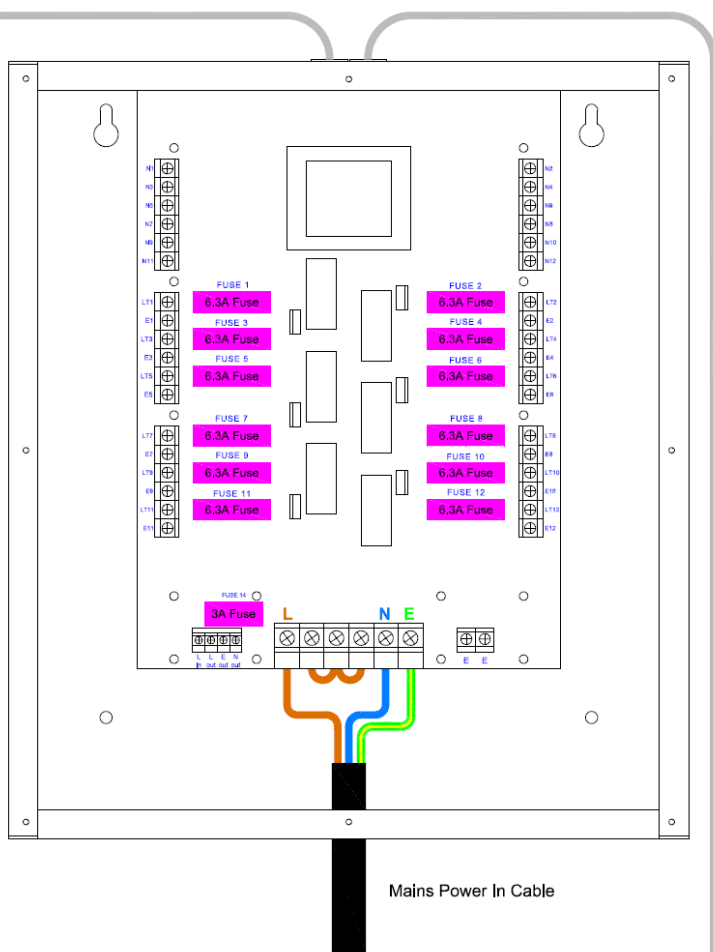 N1
N2
N3
N4
N5
N6
N7
N8
N9
N10
N11
N12
FUSE 1
FUSE 2
LT1
6.3A Fuse
6.3A Fuse
LT2
E1
FUSE 3
FUSE 4
E2
LT3
6.3A Fuse
6.3A Fuse
LT4
E3
FUSE 5
FUSE 6
E4
LT5
6.3A Fuse
6.3A Fuse
LT6
E5
E6
FUSE 7
FUSE 8
LT7
6.3A Fuse
6.3A Fuse
LT8
E7
FUSE 9
FUSE 10
E8
LT9
6.3A Fuse
6.3A Fuse
LT10
E9
FUSE 11
FUSE 12
E10
LT11
6.3A Fuse
6.3A Fuse
LT12
E11
E12
FUSE 14
3A Fuse
L N E
L L E N
in out out out
E E
Mains Power In Cable